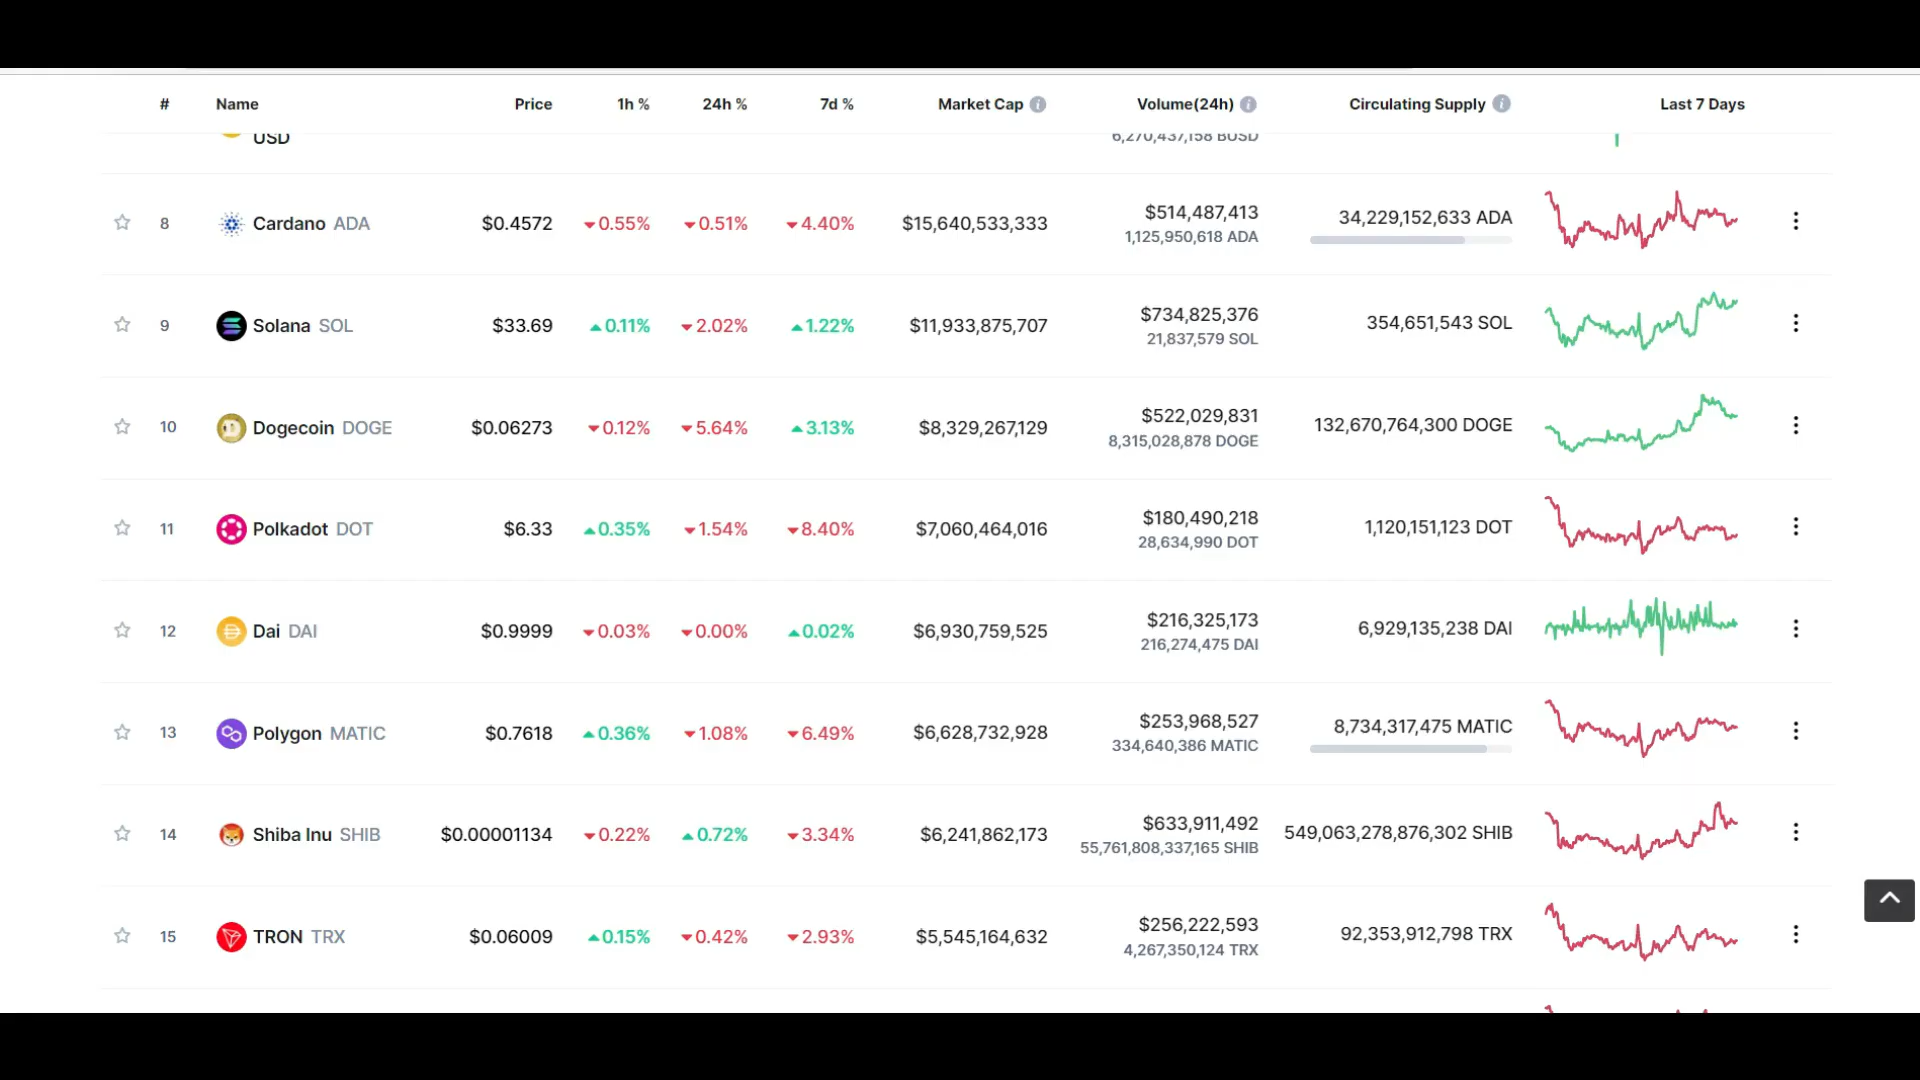 # Name Price 1h % 24h % 7d % Market Cap Volume(24h) Circulating Supply Last 7 Days
USD 6,270,437,158 BUSD
8 Cardano ADA $0.4572 0.55% 0.51% 4.40% $15,640,533,333 $514,487,413 34,229,152,633 ADA
1,125,950,618 ADA
9 Solana SOL $33.69 0.11% 2.02% 1.22% $11,933,875,707 $734,825,376 354,651,543 SOL
21,837,579 SOL
10 Dogecoin DOGE $0.06273 0.12% 5.64% 3.13% $8,329,267,129 $522,029,831 132,670,764,300 DOGE
8,315,028,878 DOGE
11 Polkadot DOT $6.33 0.35% 1.54% 8.40% $7,060,464,016 $180,490,218 1,120,151,123 DOT
28,634,990 DOT
12 Dai DAI $0.9999 0.03% 0.00% 0.02% $6,930,759,525 $216,325,173 6,929,135,238 DAI
216,274,475 DAI
13 Polygon MATIC $0.7618 0.36% 1.08% 6.49% $6,628,732,928 $253,968,527 8,734,317,475 MATIC
334,640,386 MATIC
14 Shiba Inu SHIB $0.00001134 0.22% 0.72% 3.34% $6,241,862,173 $633,911,492 549,063,278,876,302 SHIB
55,761,808,337,165 SHIB
15 TRON TRX $0.06009 0.15% 0.42% 2.93% $5,545,164,632 $256,222,593 92,353,912,798 TRX
4,267,350,124 TRX